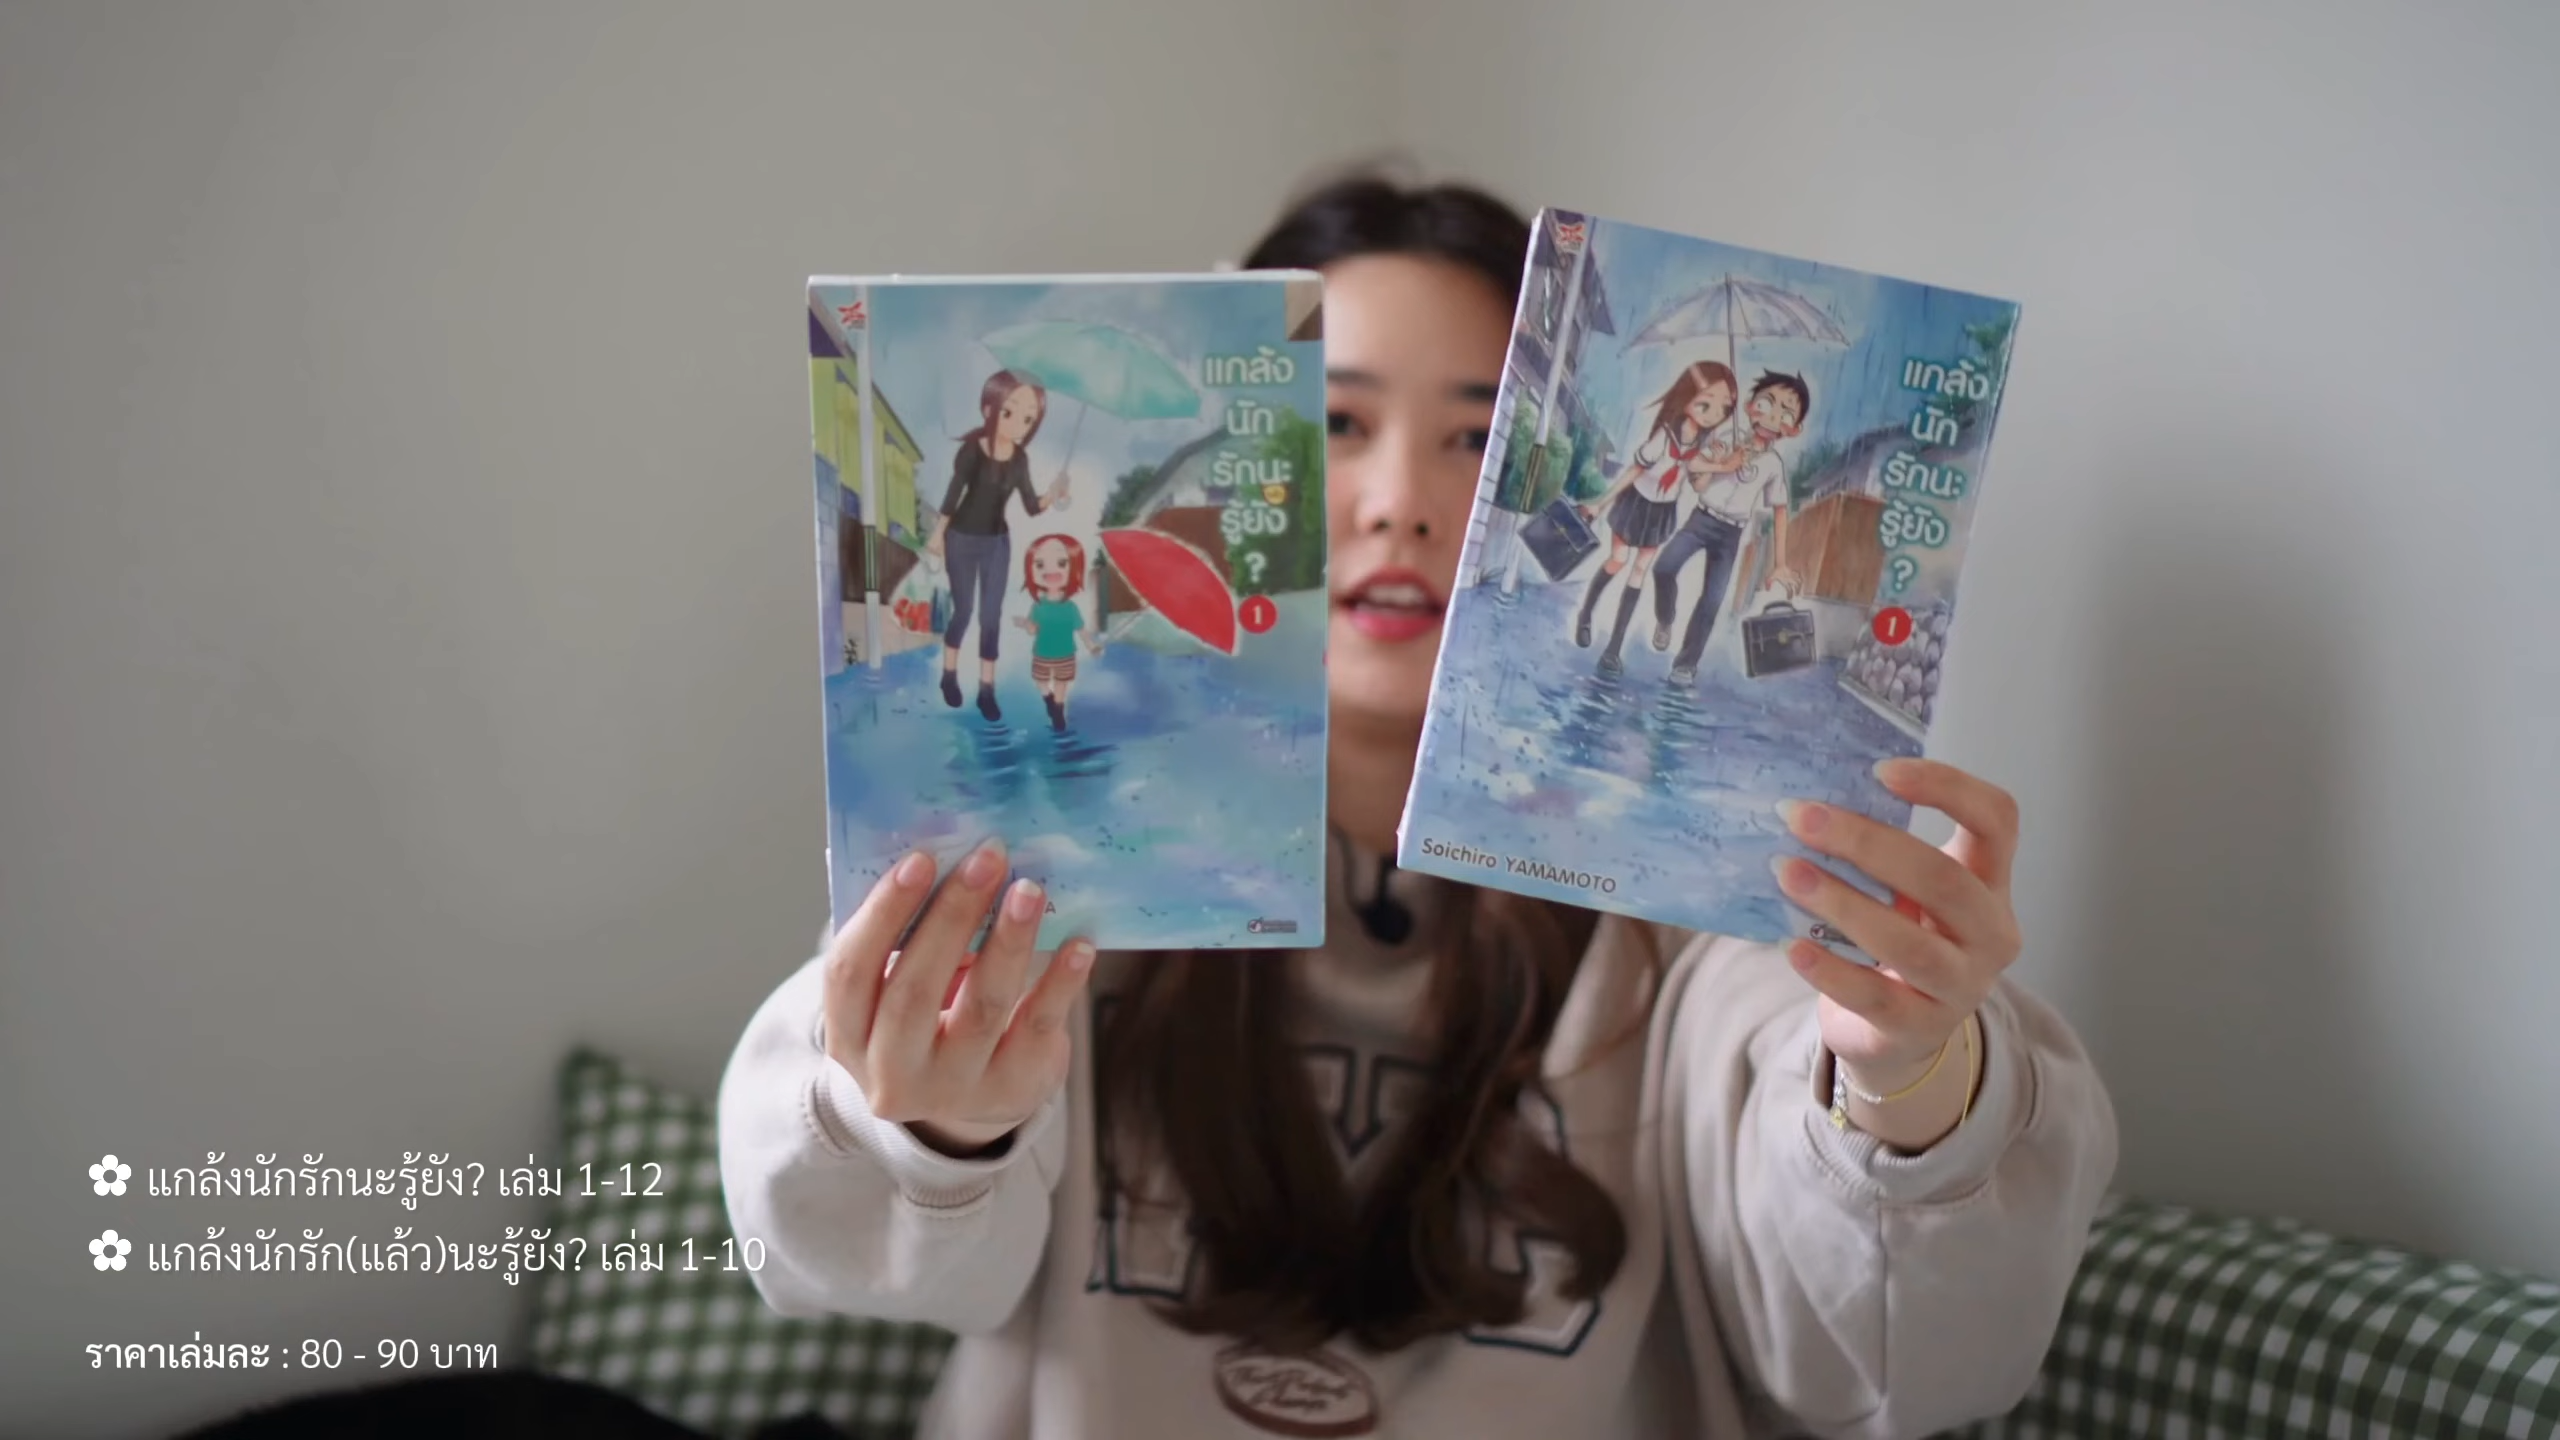 แกล้ง
นัก
รักนะ
รู้ยัง
?
1
แกล้ง
นัก
รักนะ
รู้ยัง
?
1
Soichiro YAMAMOTO
✿ แกล้งนักรักนะรู้ยัง? เล่ม 1-12
✿ แกล้งนักรัก(แล้ว)นะรู้ยัง? เล่ม 1-10
ราคาเล่มละ : 80 - 90 บาท